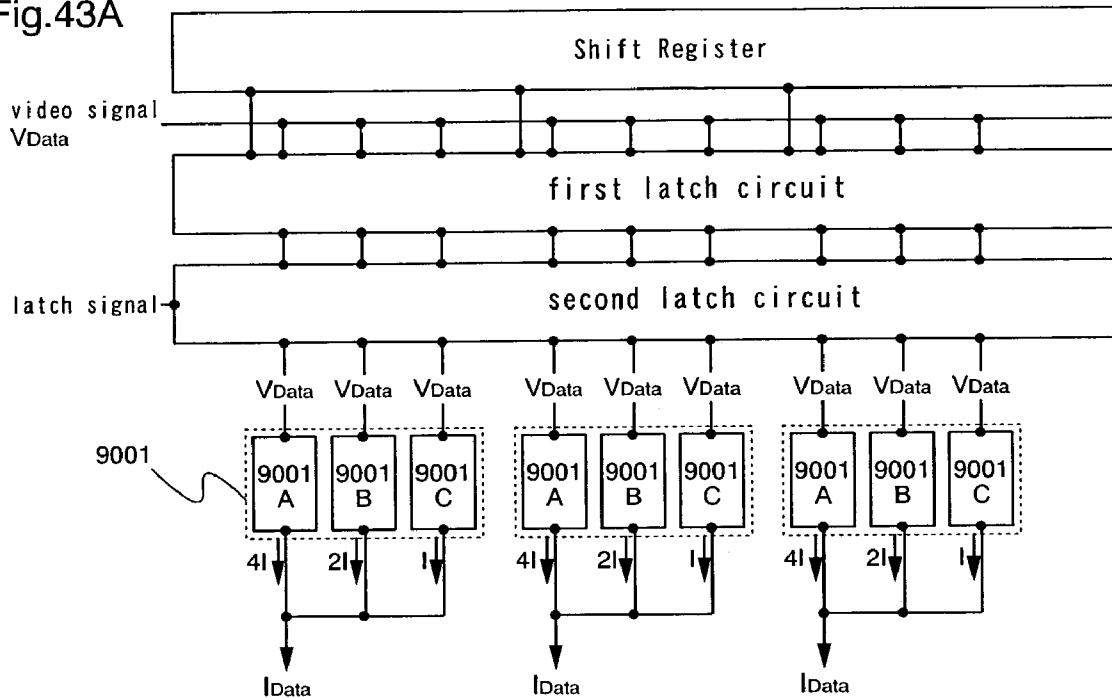 Fig.43A
Shift Register
video signal
VData
first latch circuit
latch signal
second latch circuit
VData VData VData VData VData VData VData VData VData
9001
9001 A 9001 B 9001 C 9001 A 9001 B 9001 C 9001 A 9001 B 9001 C
4I 2I I 4I 2I I 4I 2I I
IData IData IData